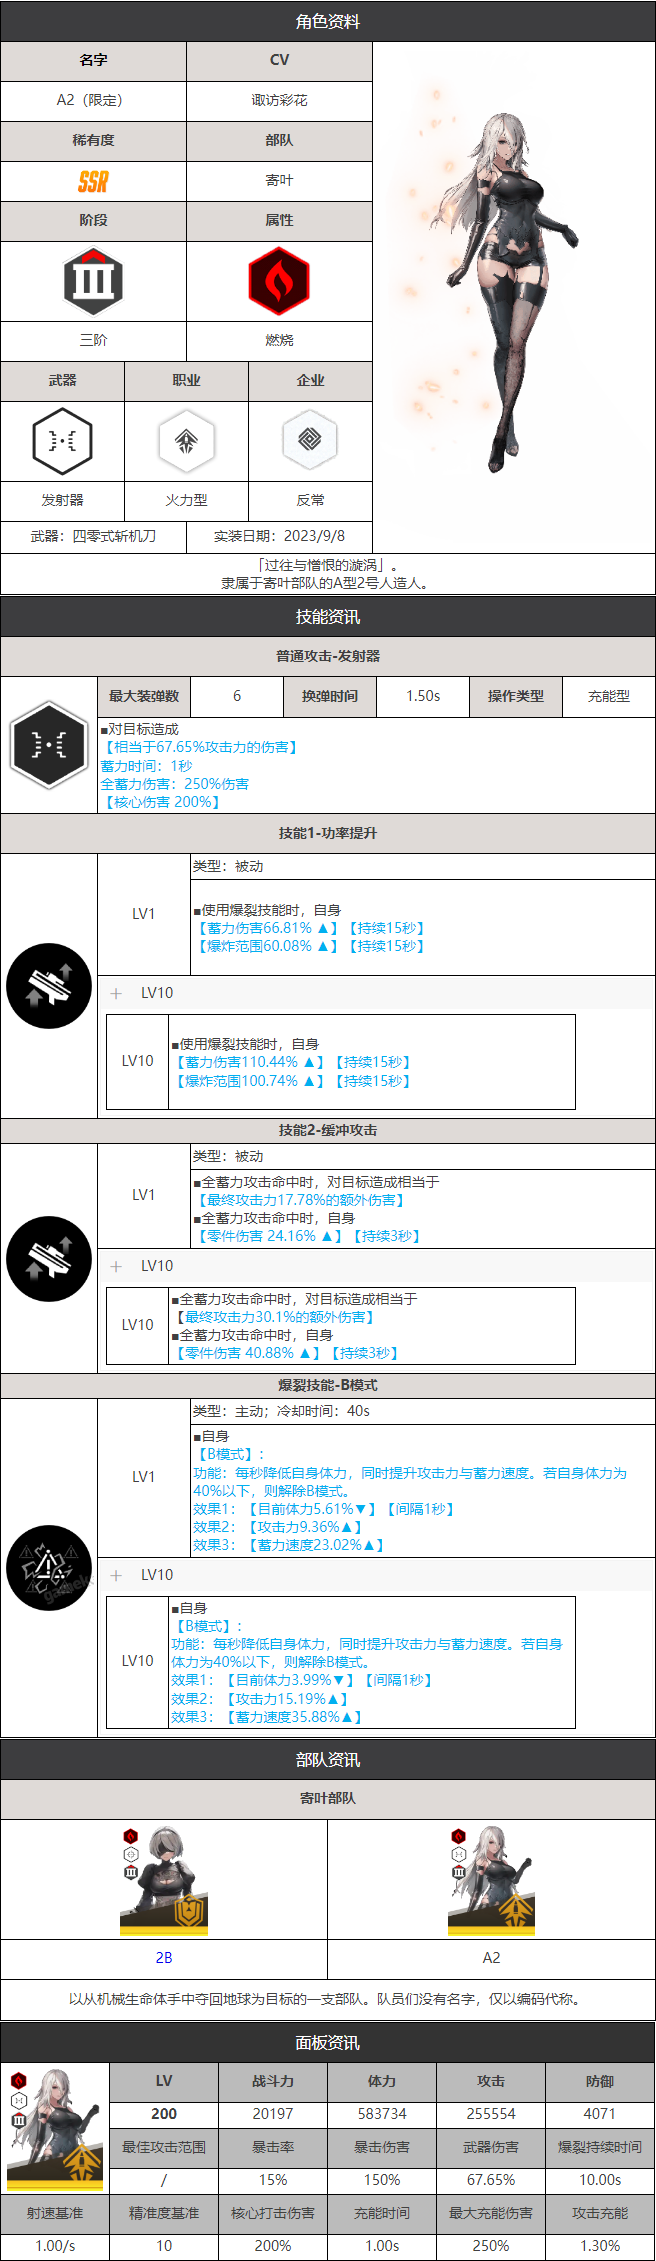 角色资料
名字
CV
A2（限定）
诹访彩花
稀有度
部队
SSR
寄叶
阶段
属性
三阶
燃烧
武器
职业
企业
发射器
火力型
反常
武器：四零式斩机刀
实装日期：2023/9/8
「过往与憎恨的漩涡」。
隶属于寄叶部队的A型2号人造人。
技能资讯
普通攻击-发射器
最大装弹数
6
换弹时间
1.50s
操作类型
充能型
■对目标造成
【相当于67.65%攻击力的伤害】
蓄力时间：1秒
全蓄力伤害：250%伤害
【核心伤害 200%】
技能1-功率提升
LV1
类型：被动
■使用爆裂技能时，自身
【蓄力伤害66.81% ▲】【持续15秒】
【爆炸范围60.08% ▲】【持续15秒】
+ LV10
LV10
■使用爆裂技能时，自身
【蓄力伤害110.44% ▲】【持续15秒】
【爆炸范围100.74% ▲】【持续15秒】
技能2-缓冲攻击
LV1
类型：被动
■全蓄力攻击命中时，对目标造成相当于
【最终攻击力17.78%的额外伤害】
■全蓄力攻击命中时，自身
【零件伤害 24.16% ▲】【持续3秒】
+ LV10
LV10
■全蓄力攻击命中时，对目标造成相当于
【最终攻击力30.1%的额外伤害】
■全蓄力攻击命中时，自身
【零件伤害 40.88% ▲】【持续3秒】
爆裂技能-B模式
LV1
类型：主动；冷却时间：40s
■自身
【B模式】：
功能：每秒降低自身体力，同时提升攻击力与蓄力速度。若自身体力为
40%以下，则解除B模式。
效果1：【目前体力5.61%▼】【间隔1秒】
效果2：【攻击力9.36%▲】
效果3：【蓄力速度23.02%▲】
+ LV10
LV10
■自身
【B模式】：
功能：每秒降低自身体力，同时提升攻击力与蓄力速度。若自身
体力为40%以下，则解除B模式。
效果1：【目前体力3.99%▼】【间隔1秒】
效果2：【攻击力15.19%▲】
效果3：【蓄力速度35.88%▲】
部队资讯
寄叶部队
2B
A2
以从机械生命体手中夺回地球为目标的一支部队。队员们没有名字，仅以编码代称。
面板资讯
LV
战斗力
体力
攻击
防御
200
20197
583734
255554
4071
最佳攻击范围
暴击率
暴击伤害
武器伤害
爆裂持续时间
/
15%
150%
67.65%
10.00s
射速基准
精准度基准
核心打击伤害
充能时间
最大充能伤害
攻击充能
1.00/s
10
200%
1.00s
250%
1.30%